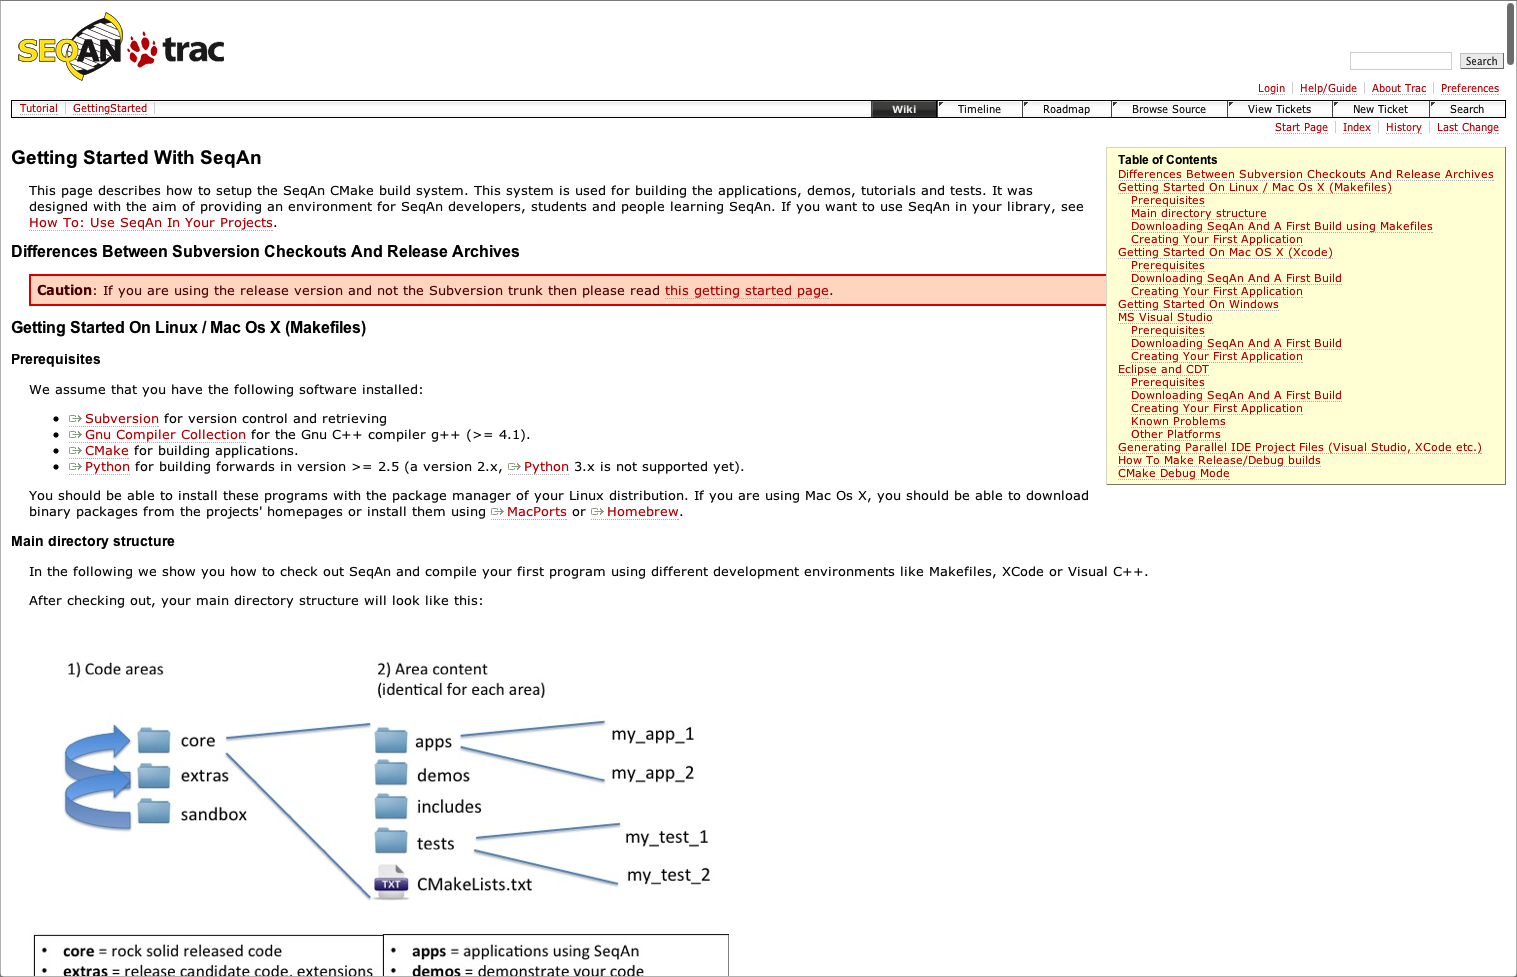 SEQAN trac
Search
Login Help/Guide About Trac Preferences
Tutorial GettingStarted Wiki Timeline Roadmap Browse Source View Tickets New Ticket Search
Start Page Index History Last Change
Getting Started With SeqAn
This page describes how to setup the SeqAn CMake build system. This system is used for building the applications, demos, tutorials and tests. It was
designed with the aim of providing an environment for SeqAn developers, students and people learning SeqAn. If you want to use SeqAn in your library, see
How To: Use SeqAn In Your Projects.
Differences Between Subversion Checkouts And Release Archives
Caution: If you are using the release version and not the Subversion trunk then please read this getting started page.
Getting Started On Linux / Mac Os X (Makefiles)
Prerequisites
We assume that you have the following software installed:
• Subversion for version control and retrieving
• Gnu Compiler Collection for the Gnu C++ compiler g++ (>= 4.1).
• CMake for building applications.
• Python for building forwards in version >= 2.5 (a version 2.x, Python 3.x is not supported yet).
You should be able to install these programs with the package manager of your Linux distribution. If you are using Mac Os X, you should be able to download
binary packages from the projects' homepages or install them using MacPorts or Homebrew.
Main directory structure
In the following we show you how to check out SeqAn and compile your first program using different development environments like Makefiles, XCode or Visual C++.
After checking out, your main directory structure will look like this:
Table of Contents
Differences Between Subversion Checkouts And Release Archives
Getting Started On Linux / Mac Os X (Makefiles)
Prerequisites
Main directory structure
Downloading SeqAn And A First Build using Makefiles
Creating Your First Application
Getting Started On Mac OS X (Xcode)
Prerequisites
Downloading SeqAn And A First Build
Creating Your First Application
Getting Started On Windows
MS Visual Studio
Prerequisites
Downloading SeqAn And A First Build
Creating Your First Application
Eclipse and CDT
Prerequisites
Downloading SeqAn And A First Build
Creating Your First Application
Known Problems
Other Platforms
Generating Parallel IDE Project Files (Visual Studio, XCode etc.)
How To Make Release/Debug builds
CMake Debug Mode
1) Code areas
core
extras
sandbox
2) Area content
(identical for each area)
apps
demos
includes
tests
TXT CMakeLists.txt
my_app_1
my_app_2
my_test_1
my_test_2
• core = rock solid released code
• extras = release candidate code, extensions
• apps = applications using SeqAn
• demos = demonstrate your code